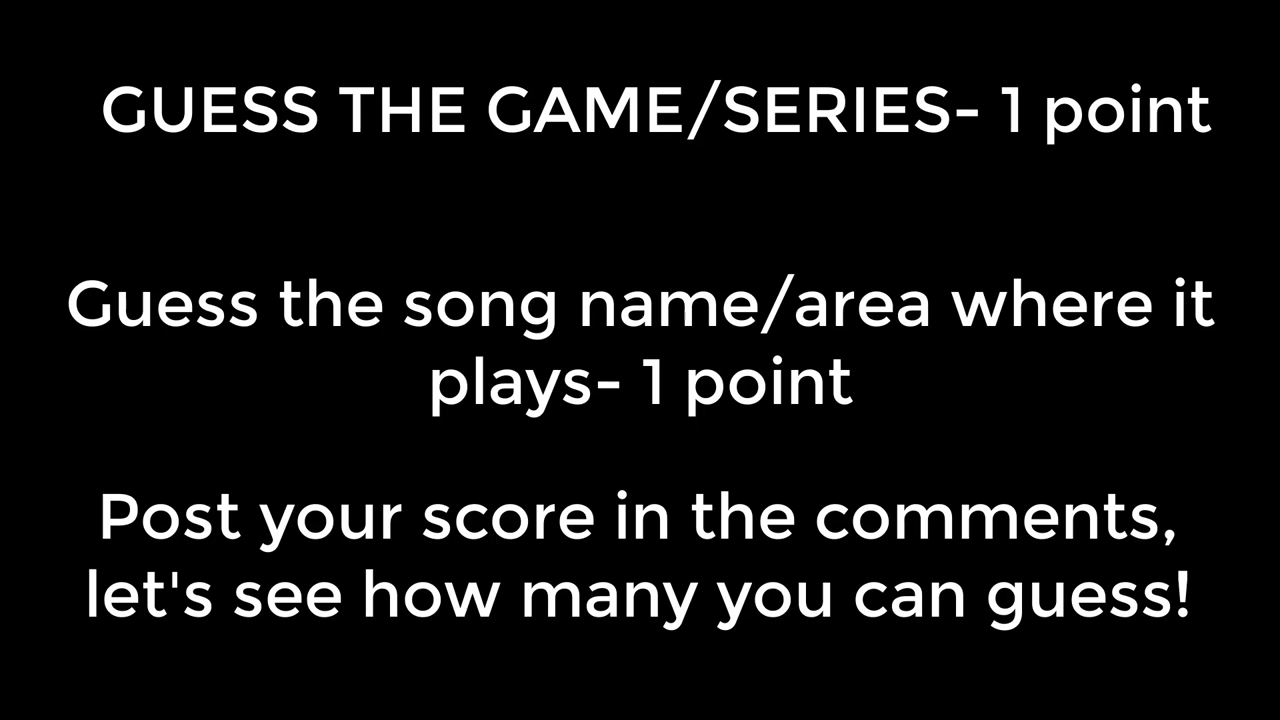 GUESS THE GAME/SERIES- 1 point
Guess the song name/area where it
plays- 1 point
Post your score in the comments,
let's see how many you can guess!